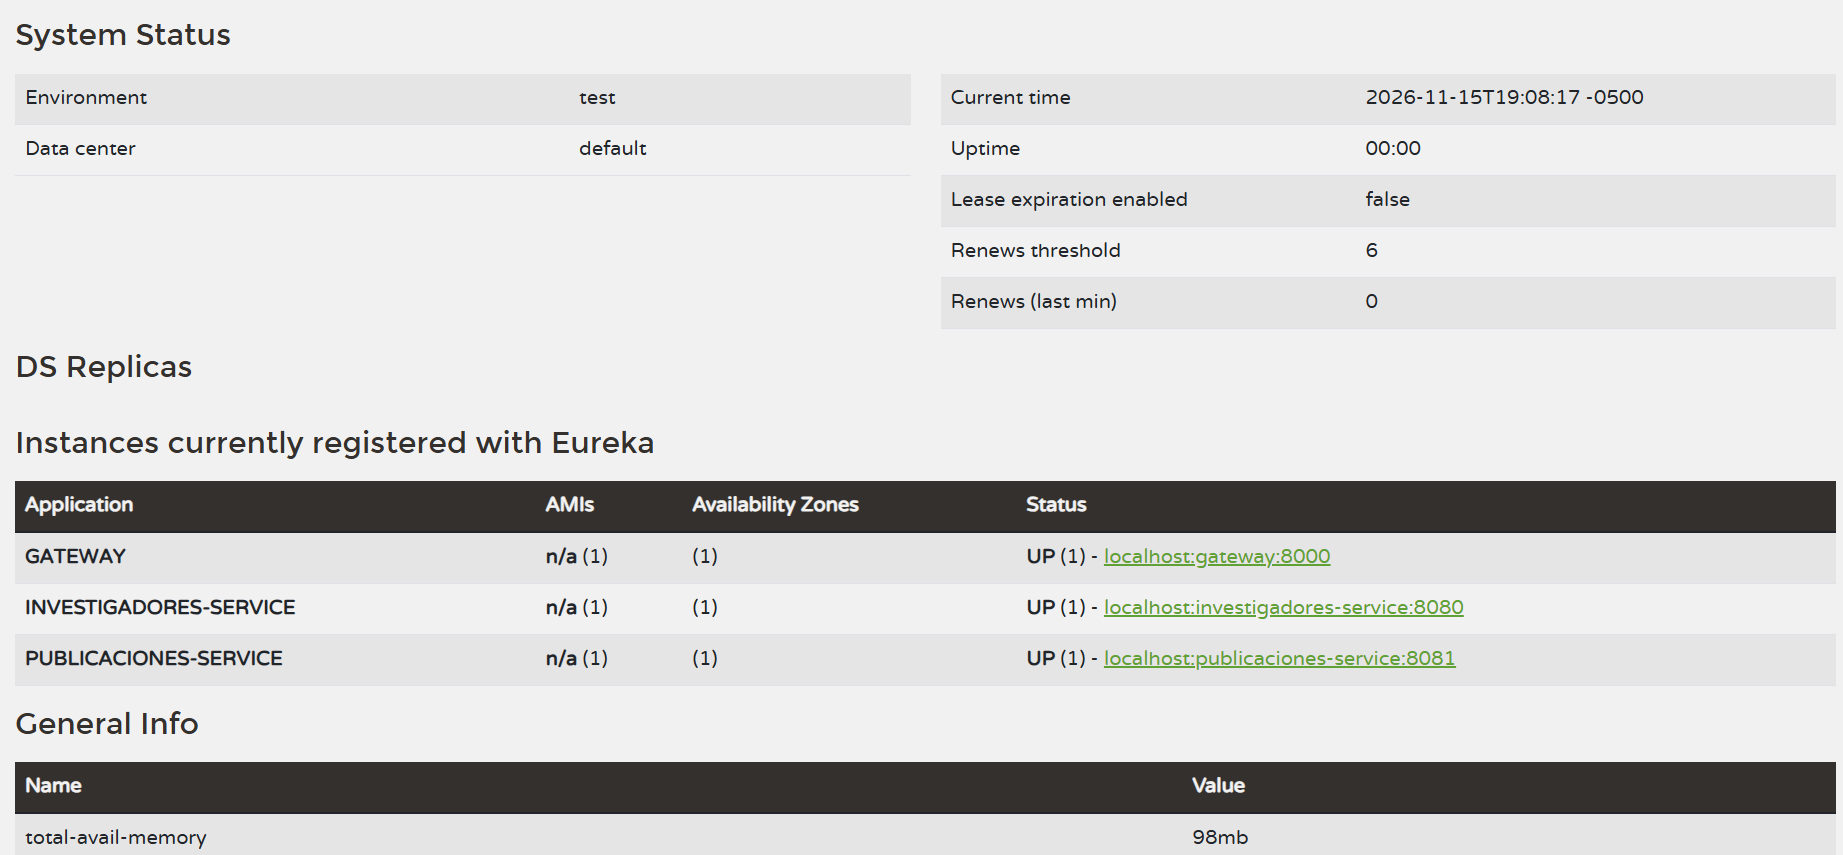 System Status
Environment test
Data center default
Current time 2026-11-15T19:08:17 -0500
Uptime 00:00
Lease expiration enabled false
Renews threshold 6
Renews (last min) 0
DS Replicas
Instances currently registered with Eureka
Application AMIs Availability Zones Status
GATEWAY n/a (1) (1) UP (1) - localhost:gateway:8000
INVESTIGADORES-SERVICE n/a (1) (1) UP (1) - localhost:investigadores-service:8080
PUBLICACIONES-SERVICE n/a (1) (1) UP (1) - localhost:publicaciones-service:8081
General Info
Name Value
total-avail-memory 98mb